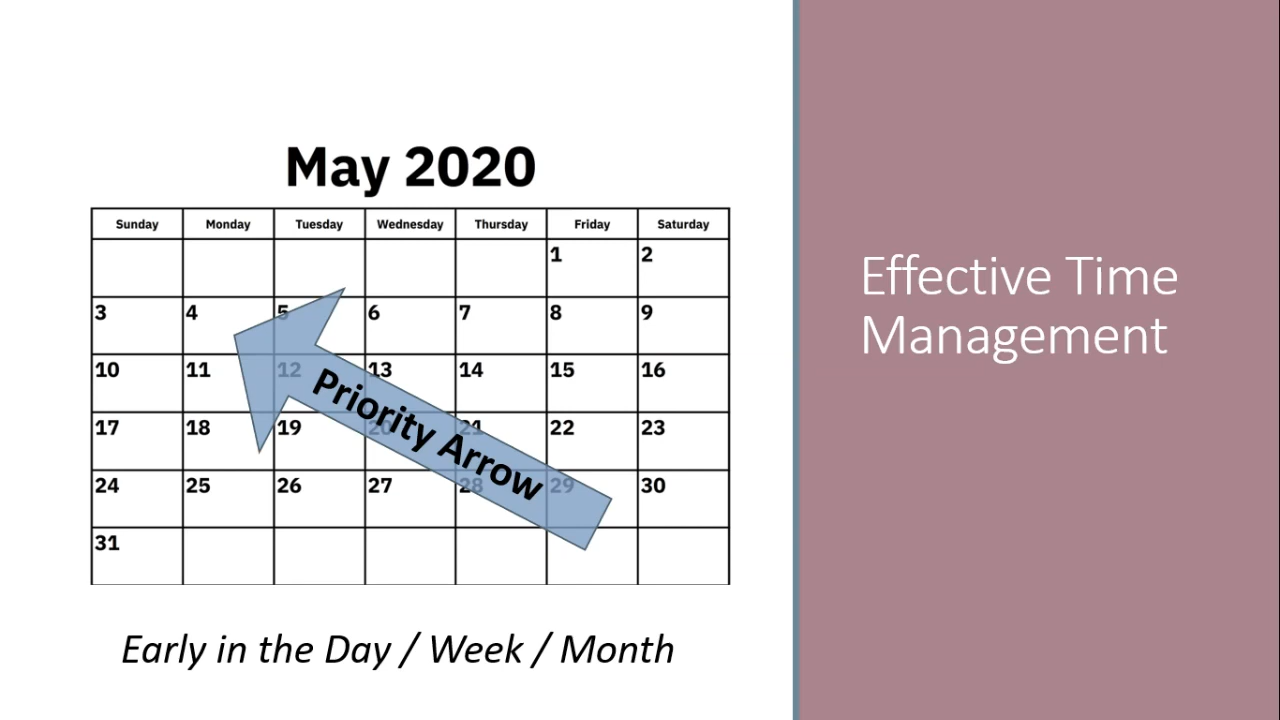 May 2020
Sunday Monday Tuesday Wednesday Thursday Friday Saturday
1 2
3 4 5 6 7 8 9
10 11 12 13 14 15 16
17 18 19 20 21 22 23
24 25 26 27 28 29 30
31
Priority Arrow
Early in the Day / Week / Month
Effective Time
Management